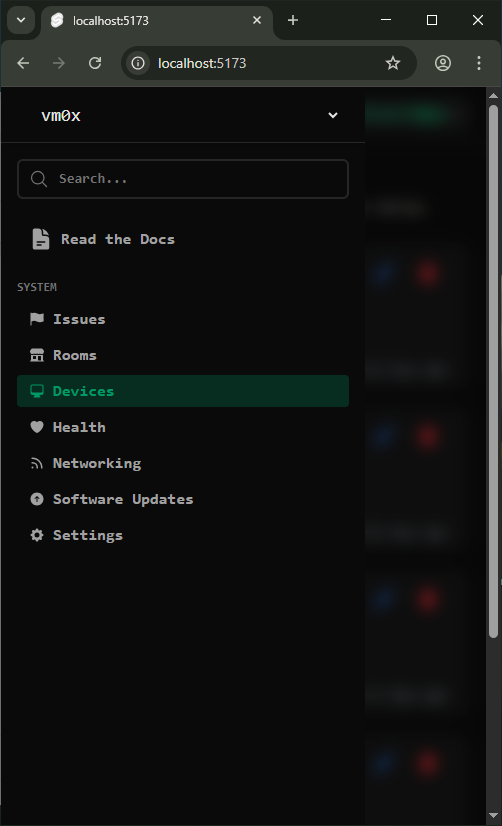 localhost:5173
localhost:5173
vm0x
Search...
Read the Docs
SYSTEM
Issues
Rooms
Devices
Health
Networking
Software Updates
Settings